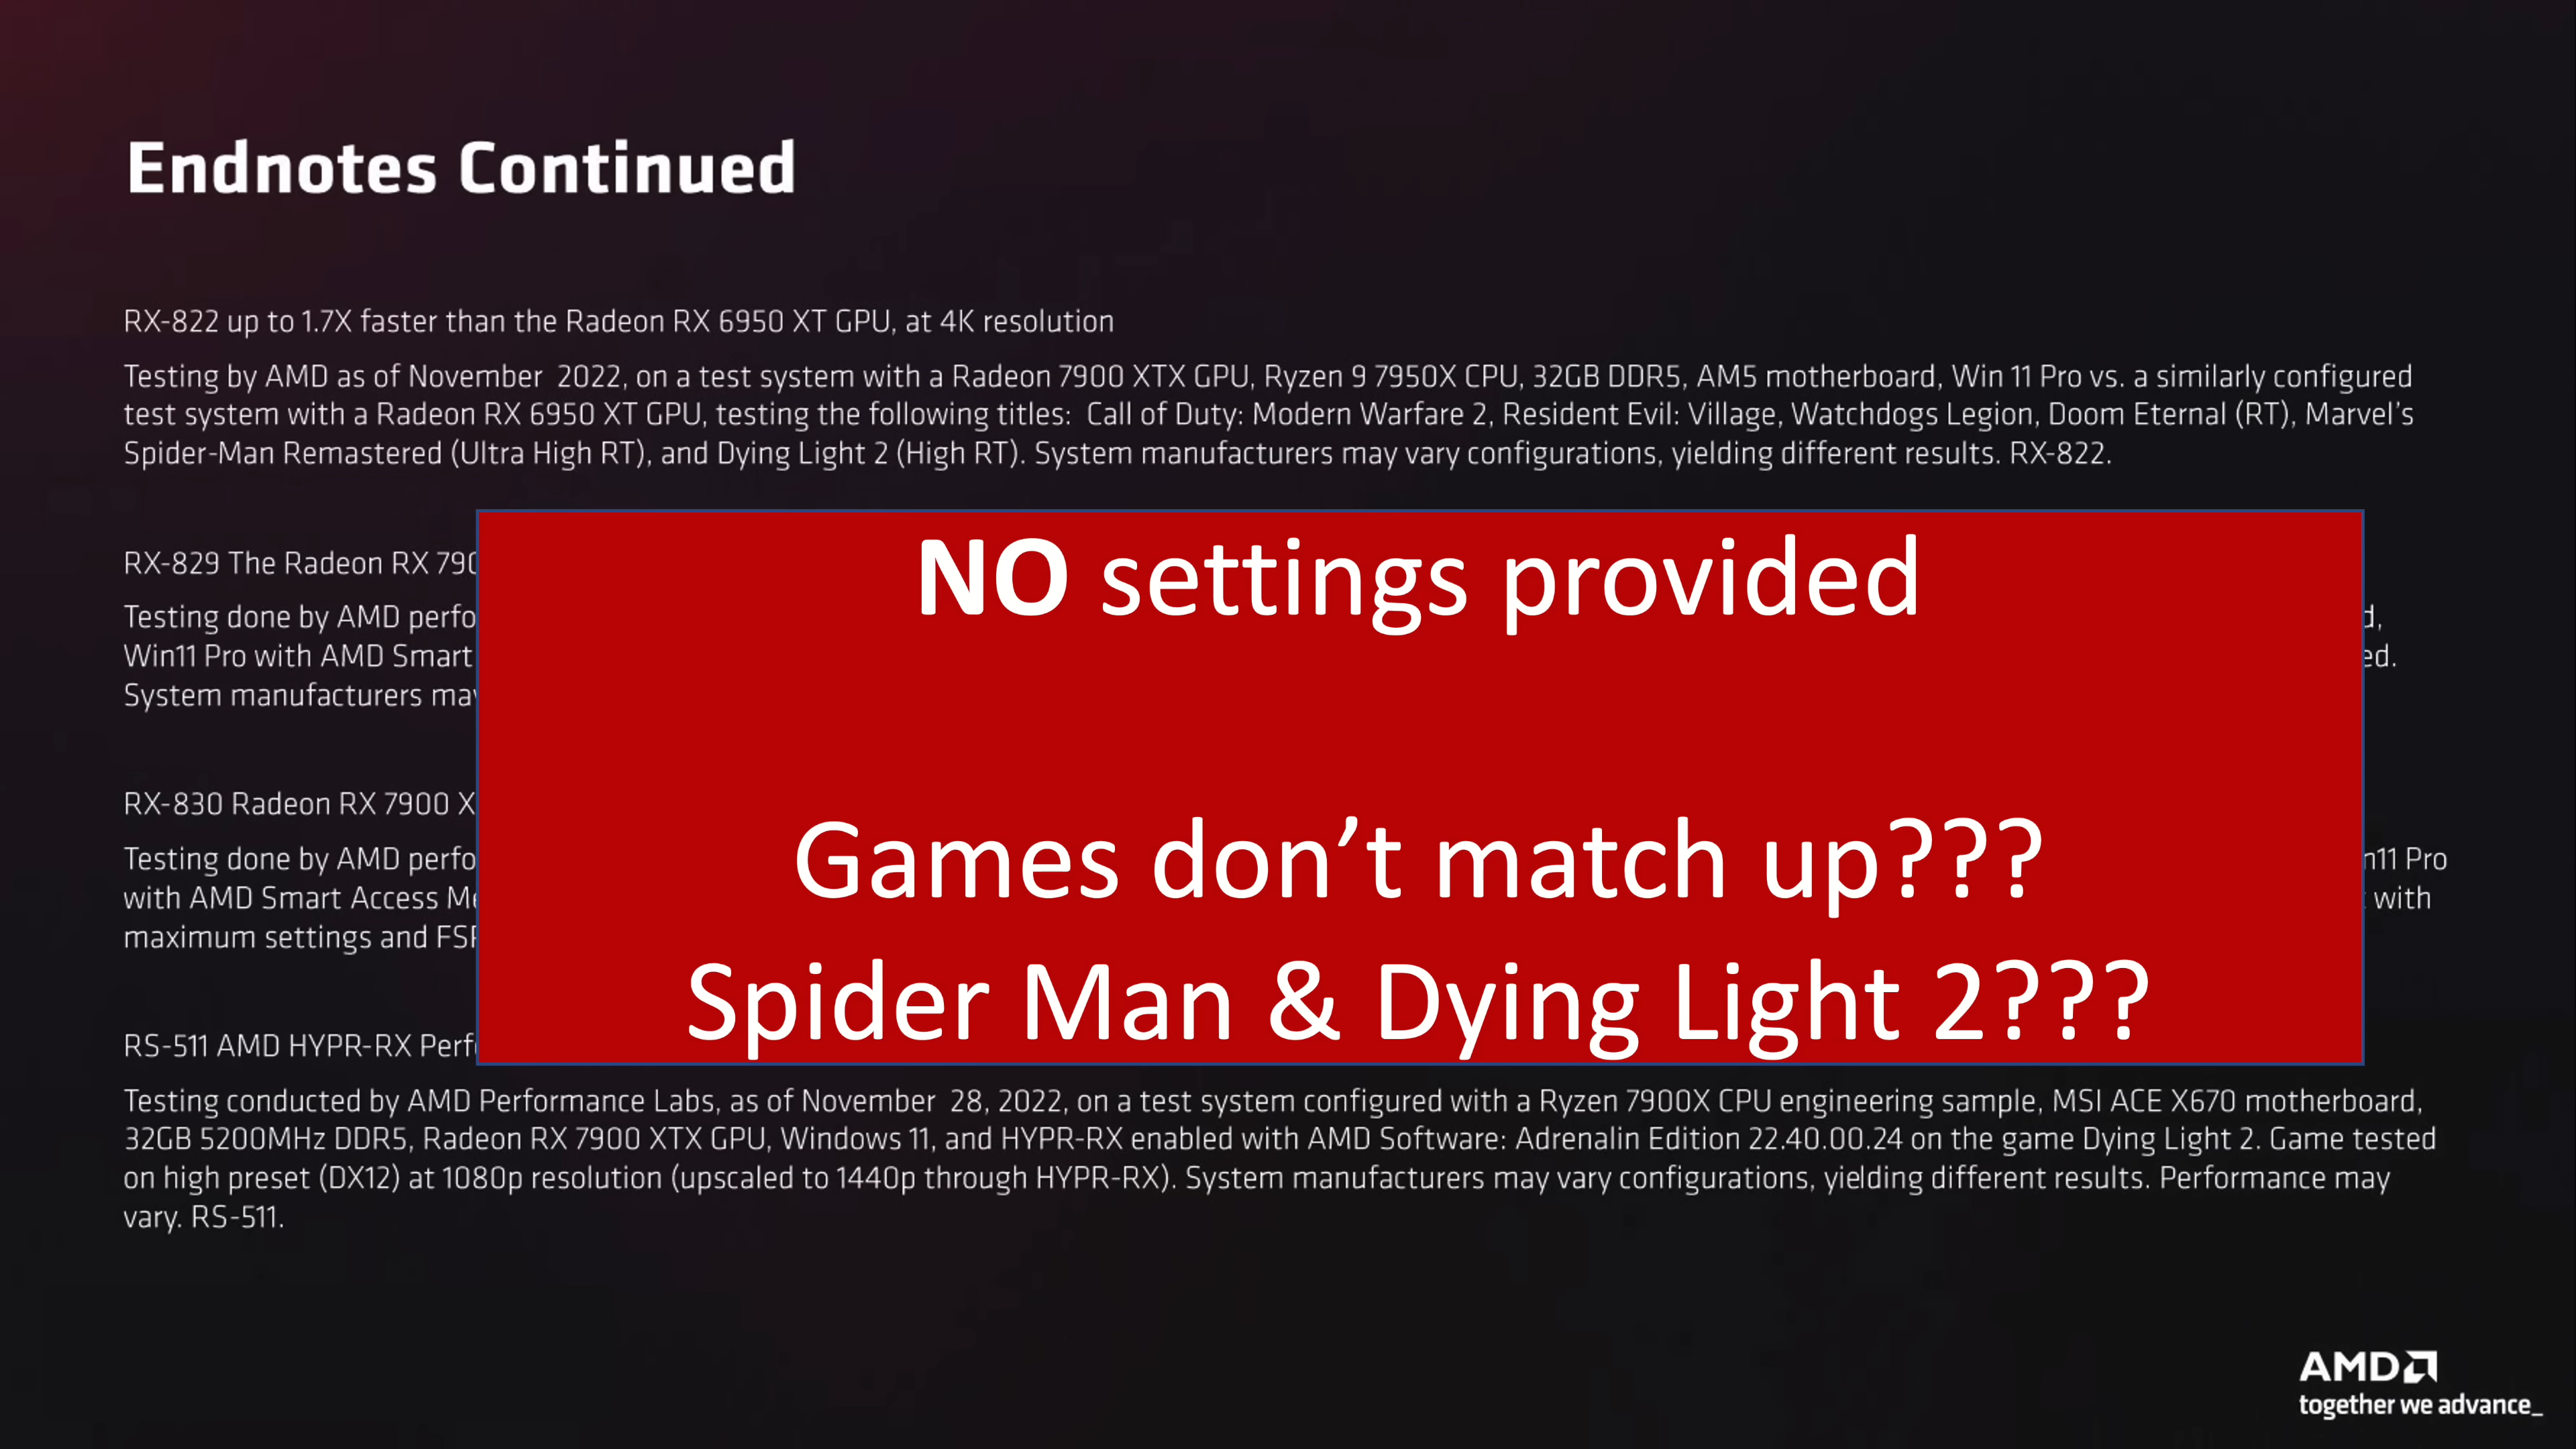 Endnotes Continued
RX-822 up to 1.7X faster than the Radeon RX 6950 XT GPU, at 4K resolution
Testing by AMD as of November 2022, on a test system with a Radeon 7900 XTX GPU, Ryzen 9 7950X CPU, 32GB DDR5, AM5 motherboard, Win 11 Pro vs. a similarly configured
test system with a Radeon RX 6950 XT GPU, testing the following titles: Call of Duty: Modern Warfare 2, Resident Evil: Village, Watchdogs Legion, Doom Eternal (RT), Marvel's
Spider-Man Remastered (Ultra High RT), and Dying Light 2 (High RT). System manufacturers may vary configurations, yielding different results. RX-822.
NO settings provided
Games don't match up???
Spider Man & Dying Light 2???
RX-829 The Radeon RX
Testing done by AMD
Win11 Pro with AMD Smart
System manufacturers
RX-830 Radeon RX 7900
Testing done by AMD
n11 Pro
with AMD Smart Access
with
maximum settings and
RS-511 AMD HYPR-RX
Testing conducted by AMD Performance Labs, as of November 28, 2022, on a test system configured with a Ryzen 7900X CPU engineering sample, MSI ACE X670 motherboard,
32GB 5200MHz DDR5, Radeon RX 7900 XTX GPU, Windows 11, and HYPR-RX enabled with AMD Software: Adrenalin Edition 22.40.00.24 on the game Dying Light 2. Game tested
on high preset (DX12) at 1080p resolution (upscaled to 1440p through HYPR-RX). System manufacturers may vary configurations, yielding different results. Performance may
vary. RS-511.
AMD
together we advance_